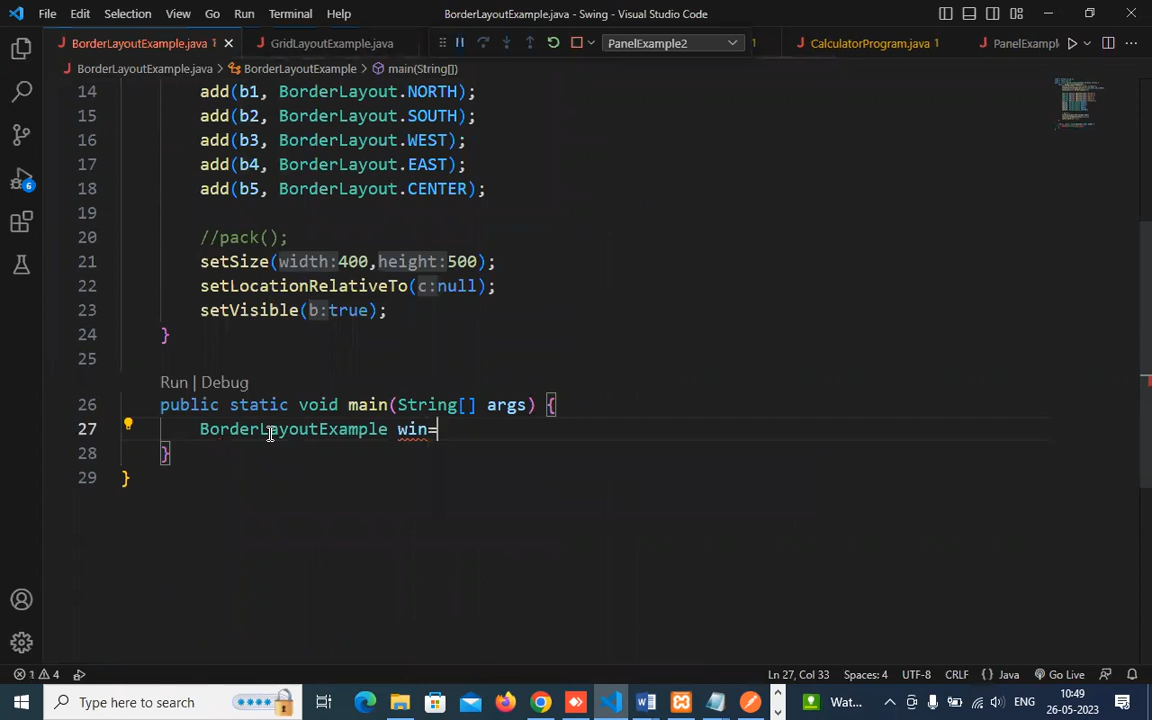 File Edit Selection View Go Run Terminal Help BorderLayoutExample.java - Swing - Visual Studio Code
BorderLayoutExample.java 1 GridLayoutExample.java PanelExample2 1 CalculatorProgram.java 1 PanelExampl
BorderLayoutExample.java > BorderLayoutExample > main(String[])
14 add(b1, BorderLayout.NORTH);
15 add(b2, BorderLayout.SOUTH);
16 add(b3, BorderLayout.WEST);
17 add(b4, BorderLayout.EAST);
18 add(b5, BorderLayout.CENTER);
19
20 //pack();
21 setSize(width:400,height:500);
22 setLocationRelativeTo(c:null);
23 setVisible(b:true);
24 }
25
Run | Debug
26 public static void main(String[] args) {
27 BorderLayoutExample win=
28 }
29 }
6
1 4 Ln 27, Col 33 Spaces: 4 UTF-8 CRLF {} Java Go Live
Type here to search Wat... ENG 10:49
26-05-2023